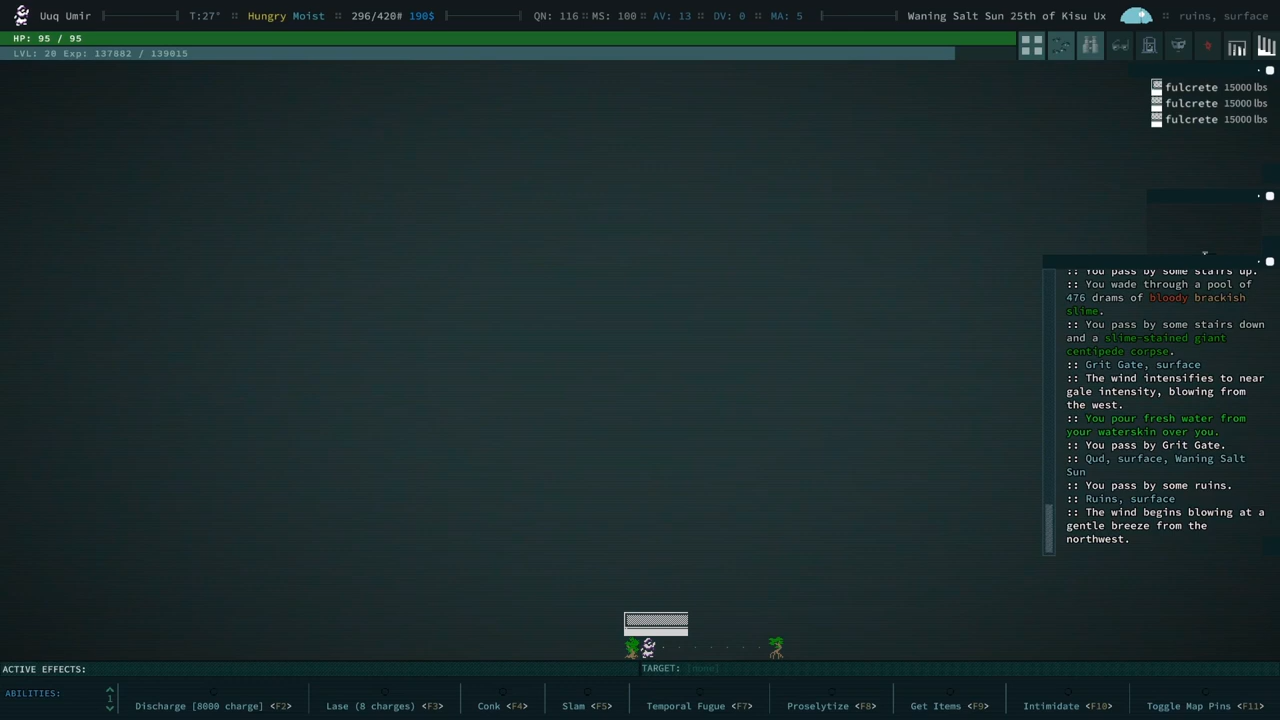 Uuq Umir T:27° :: Hungry Moist :: 296/420# 190$ QN: 116 :: MS: 100 :: AV: 13 :: DV: 0 :: MA: 5 Waning Salt Sun 25th of Kisu Ux :: ruins, surface
HP: 95 / 95
LVL: 20 Exp: 137882 / 139015
fulcrete 15000 lbs
fulcrete 15000 lbs
fulcrete 15000 lbs
:: You pass by some stairs up.
:: You wade through a pool of
476 drams of bloody brackish
slime.
:: You pass by some stairs down
and a slime-stained giant
centipede corpse.
:: Grit Gate, surface
:: The wind intensifies to near
gale intensity, blowing from
the west.
:: You pour fresh water from
your waterskin over you.
:: You pass by Grit Gate.
:: Qud, surface, Waning Salt
Sun
:: You pass by some ruins.
:: Ruins, surface
:: The wind begins blowing at a
gentle breeze from the
northwest.
ACTIVE EFFECTS: TARGET: [none]
ABILITIES: 1 Discharge [8000 charge] <F2> Lase (8 charges) <F3> Conk <F4> Slam <F5> Temporal Fugue <F7> Proselytize <F8> Get Items <F9> Intimidate <F10> Toggle Map Pins <F11>